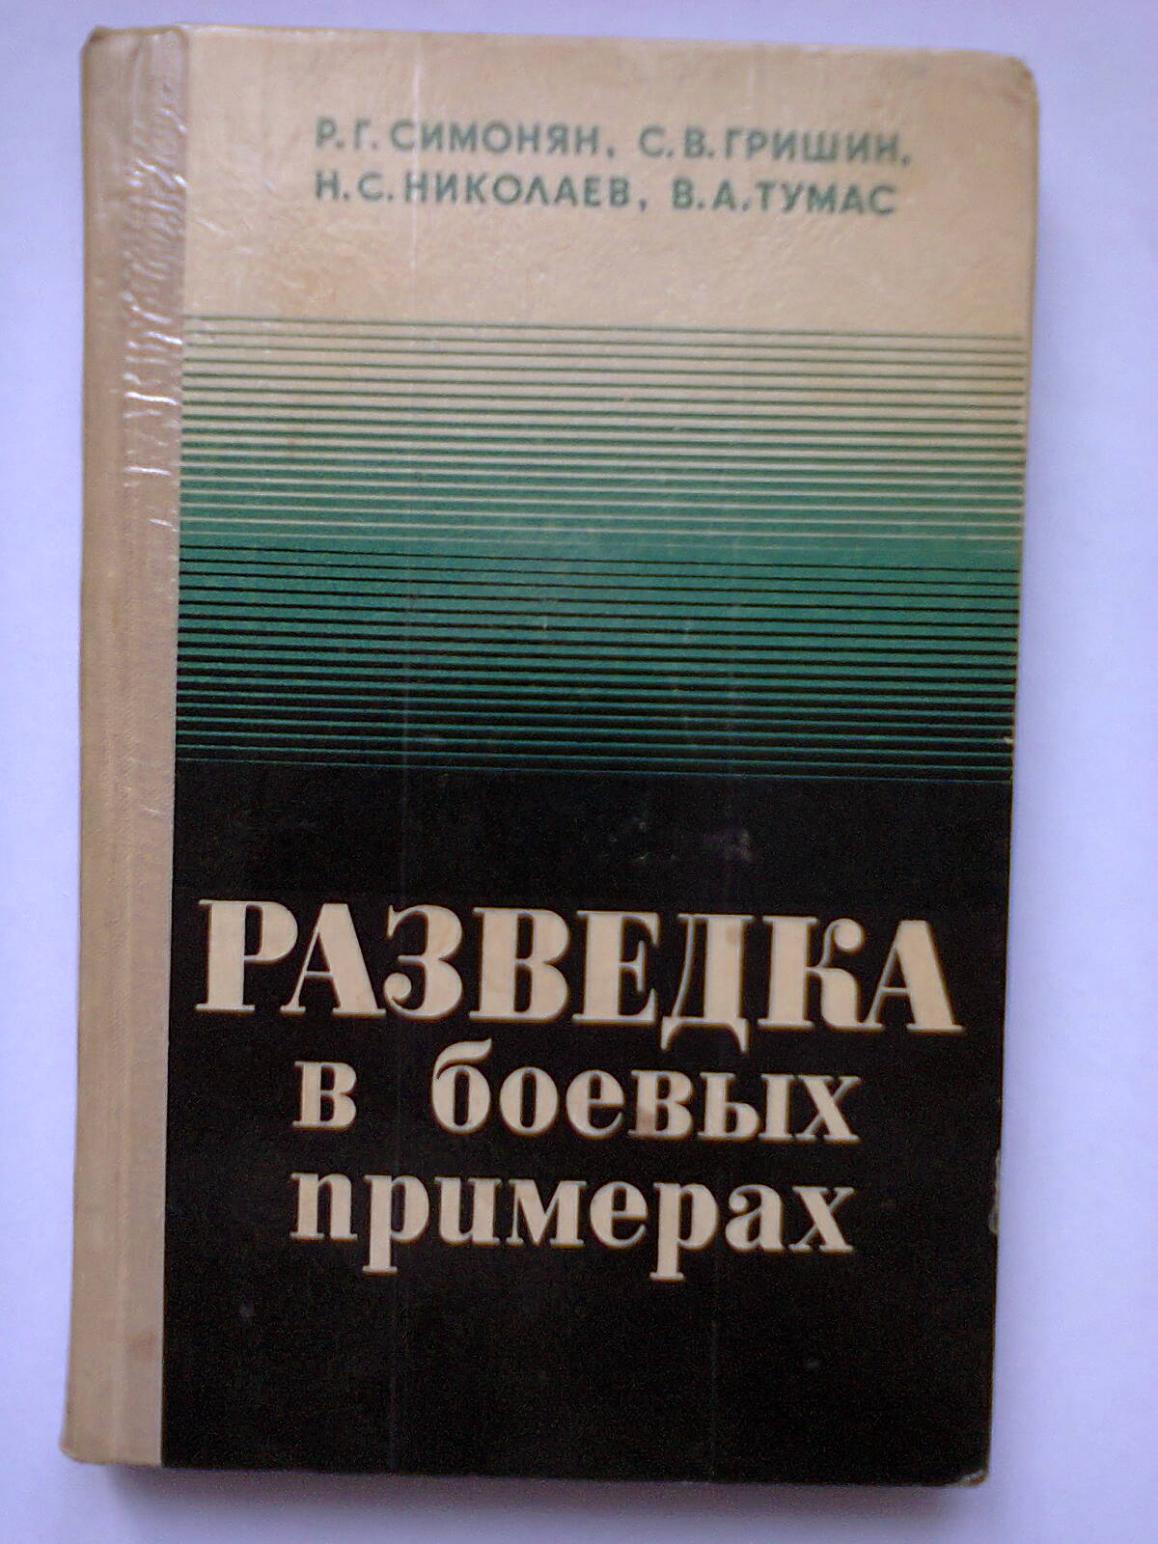 Р.Г. СИМОНЯН, С.В. ГРИШИН,
Н.С. НИКОЛАЕВ, В.А. ТУМАС
РАЗВЕДКА
в боевых
примерах